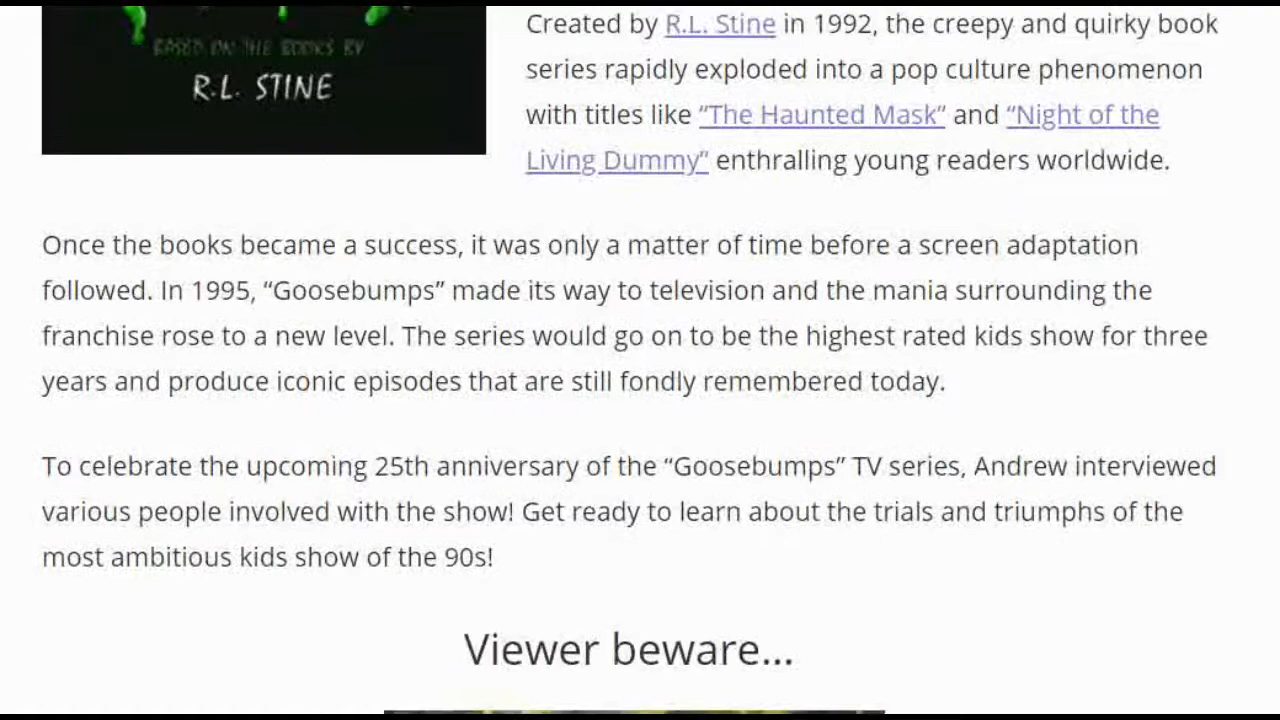 BASED ON THE BOOKS BY
R.L. STINE
Created by R.L. Stine in 1992, the creepy and quirky book
series rapidly exploded into a pop culture phenomenon
with titles like “The Haunted Mask” and “Night of the
Living Dummy” enthralling young readers worldwide.
Once the books became a success, it was only a matter of time before a screen adaptation
followed. In 1995, “Goosebumps” made its way to television and the mania surrounding the
franchise rose to a new level. The series would go on to be the highest rated kids show for three
years and produce iconic episodes that are still fondly remembered today.
To celebrate the upcoming 25th anniversary of the “Goosebumps” TV series, Andrew interviewed
various people involved with the show! Get ready to learn about the trials and triumphs of the
most ambitious kids show of the 90s!
Viewer beware...